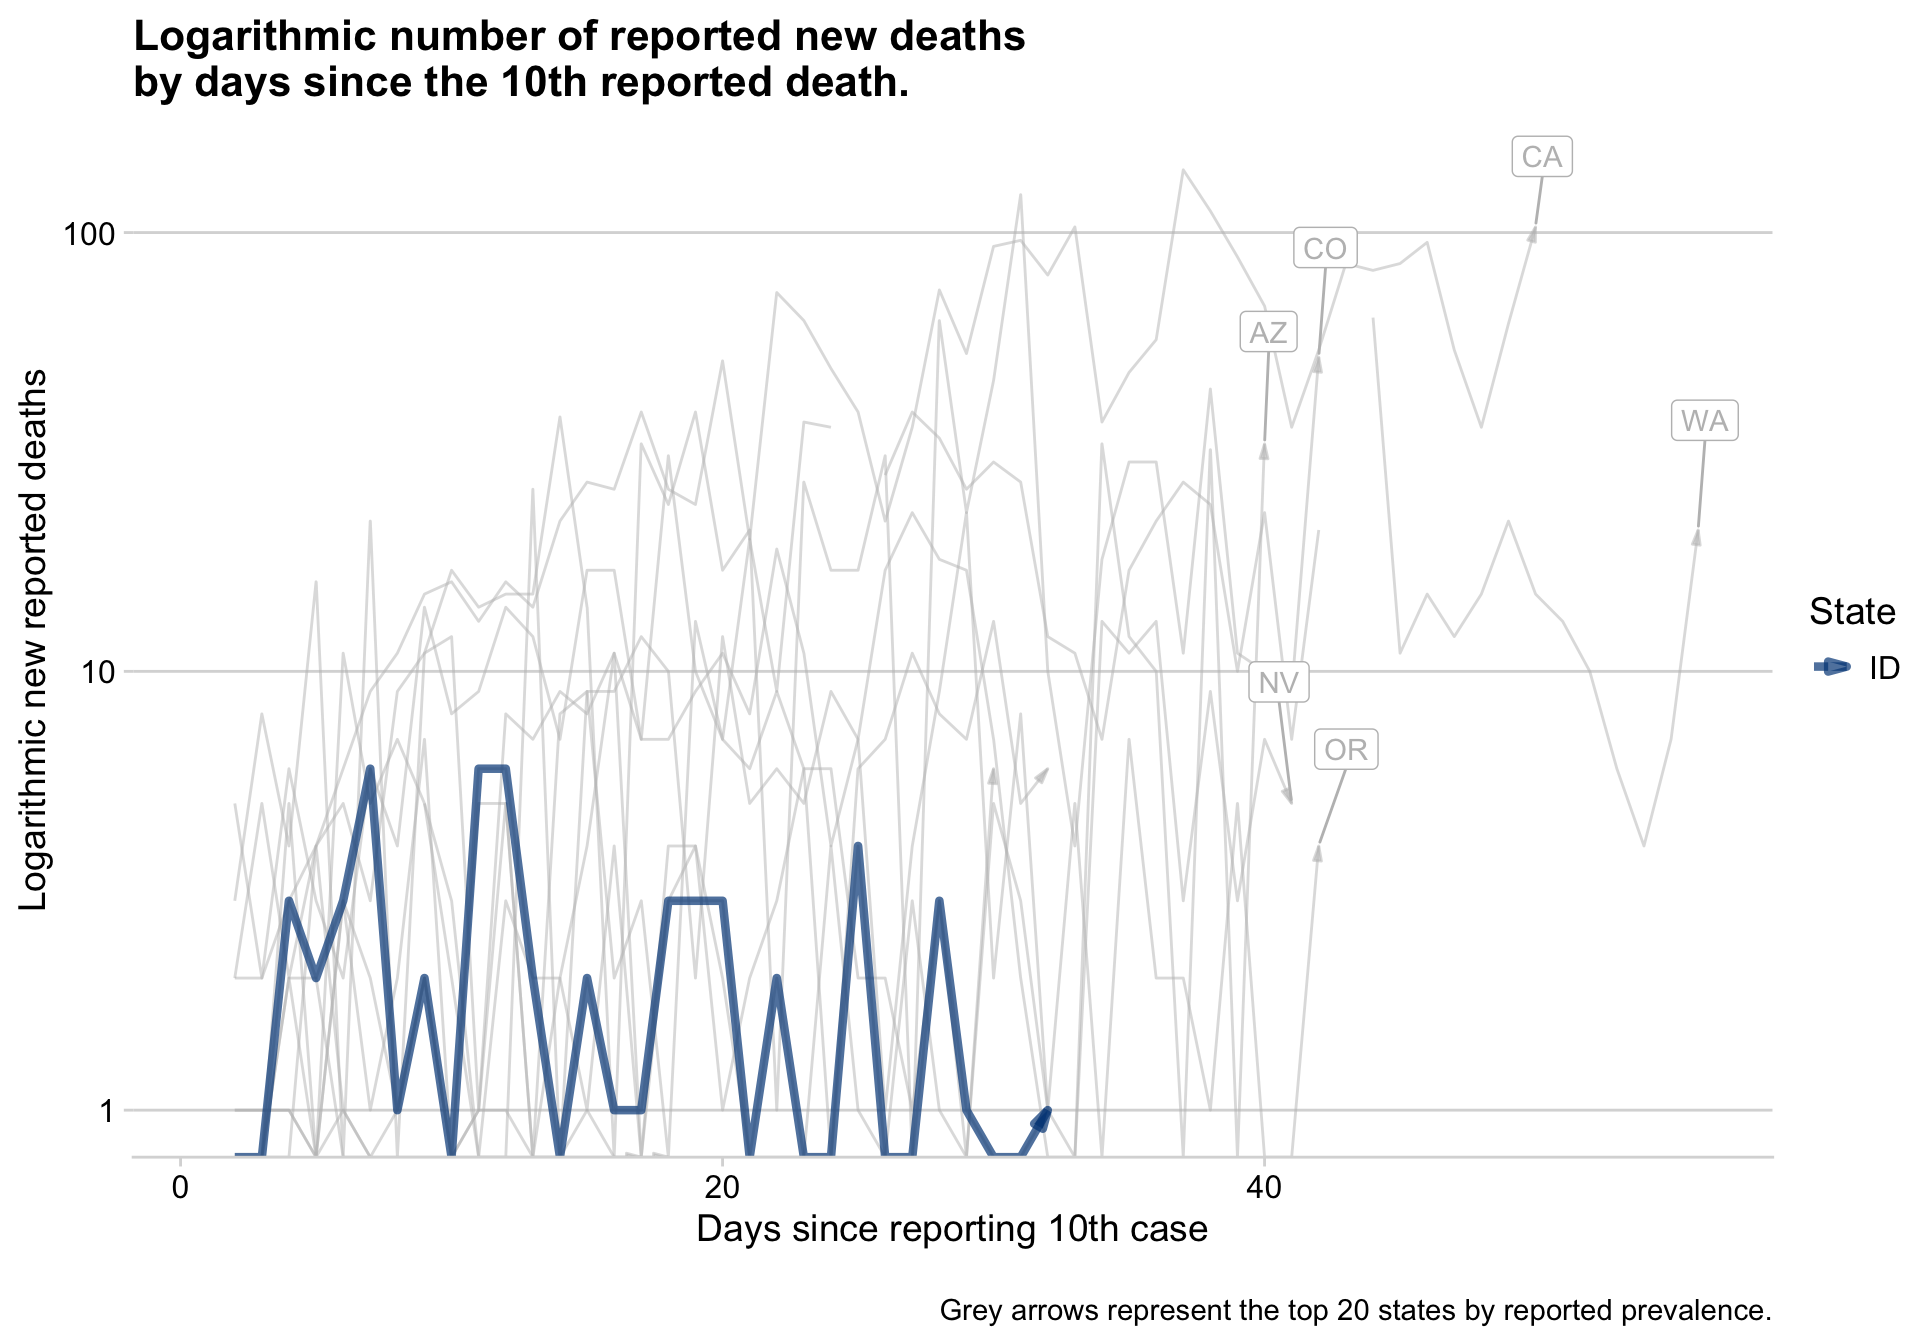 Logarithmic number of reported new deaths
by days since the 10th reported death.
Logarithmic new reported deaths
100
10
1
CA
CO
AZ
WA
NV
OR
State
ID
0
20
40
Days since reporting 10th case
Grey arrows represent the top 20 states by reported prevalence.